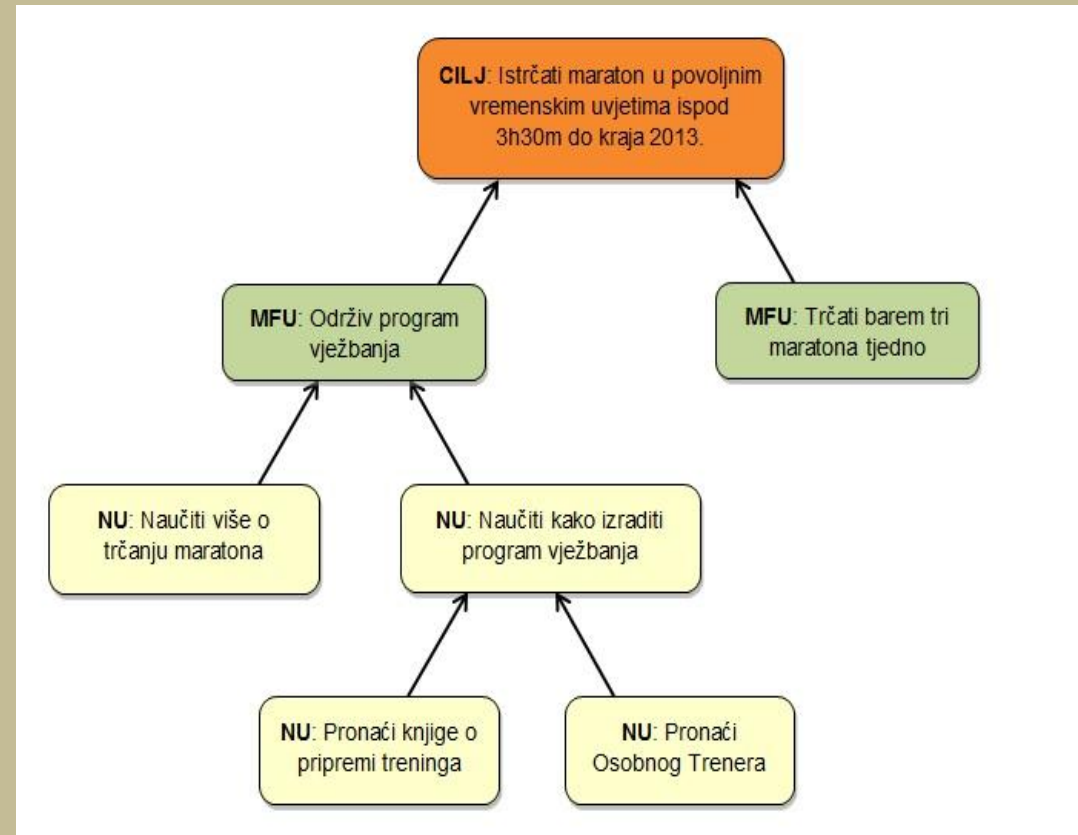 CILJ: Istrčati maraton u povoljnim
vremenskim uvjetima ispod
3h30m do kraja 2013.
MFU: Održiv program
vježbanja
MFU: Trčati barem tri
maratona tjedno
NU: Naučiti više o
trčanju maratona
NU: Naučiti kako izraditi
program vježbanja
NU: Pronaći knjige o
pripremi treninga
NU: Pronaći
Osobnog Trenera